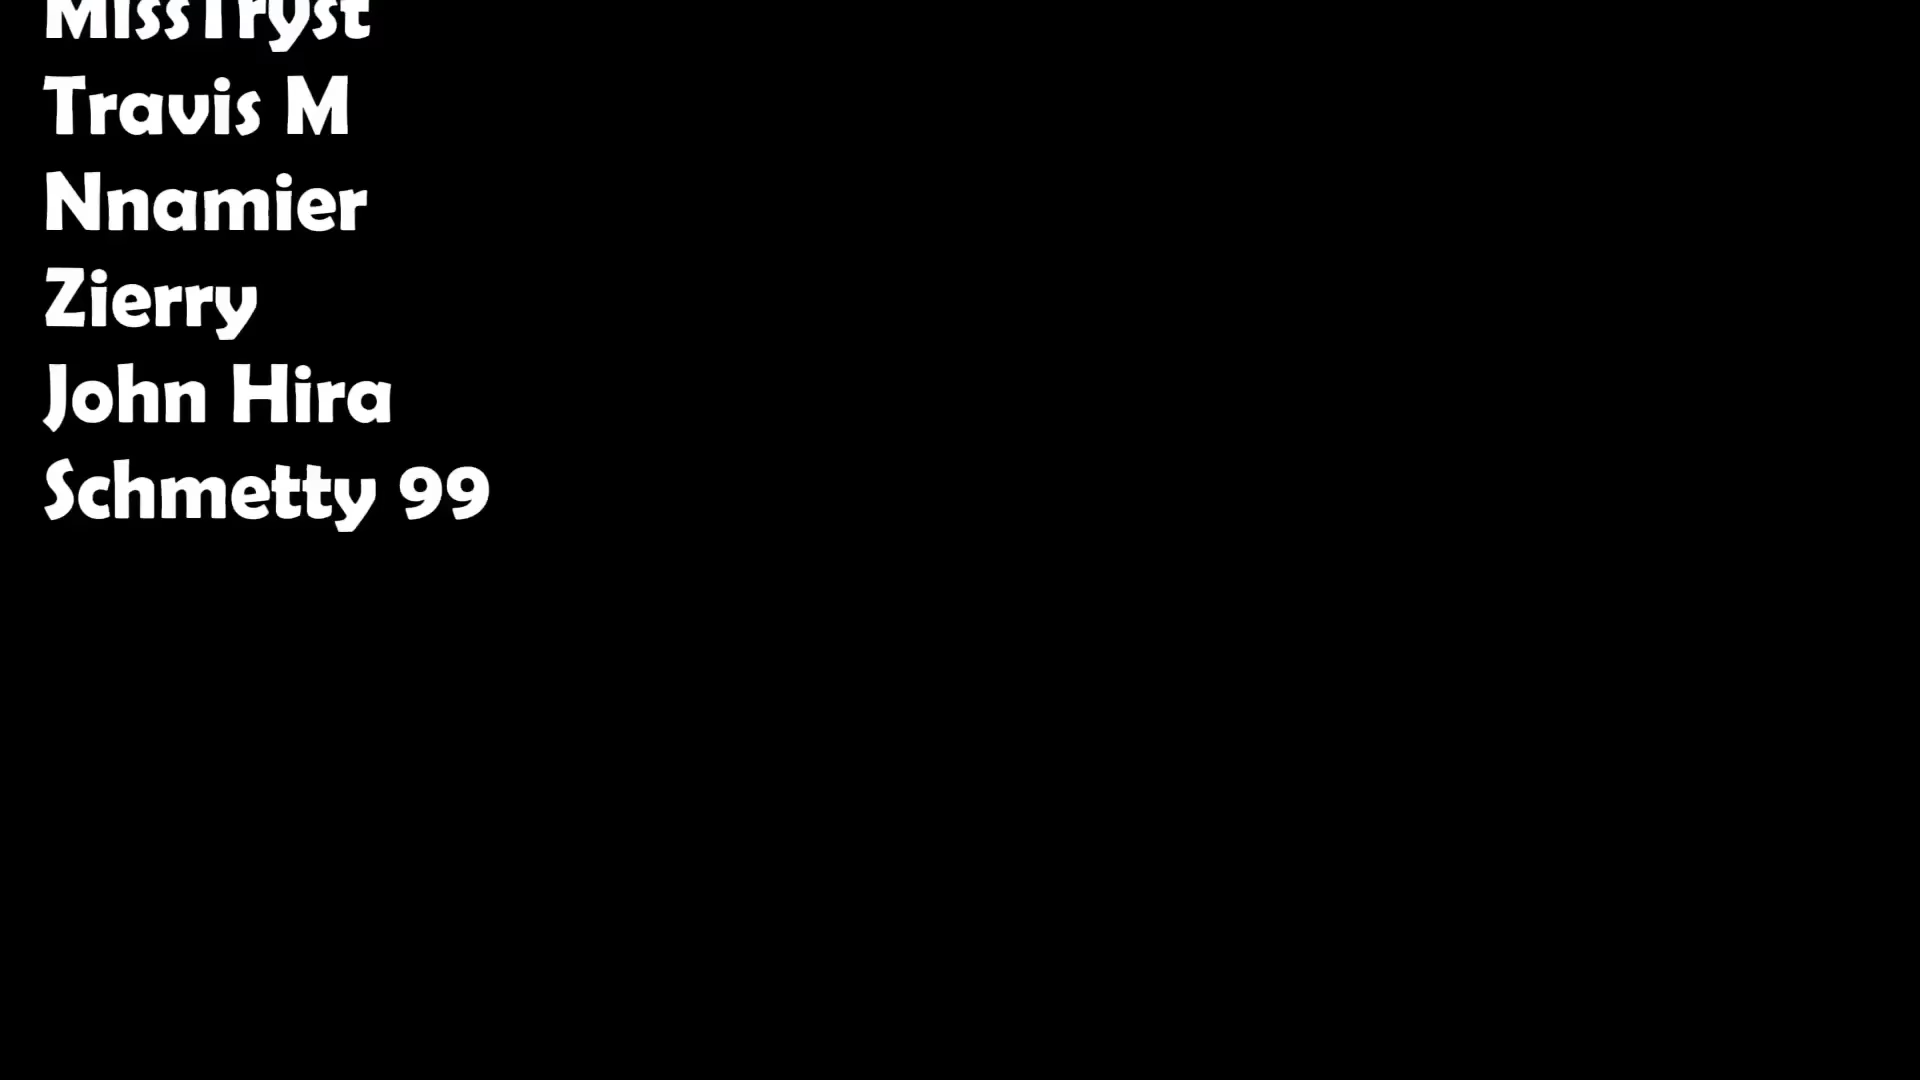 MissTryst
Travis M
Nnamier
Zierry
John Hira
Schmetty 99